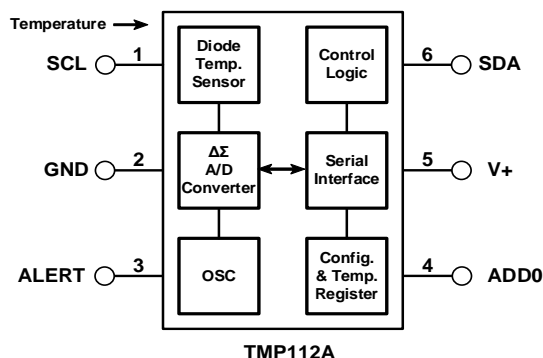 Temperature
SCL
1
Diode
Temp.
Sensor
Control
Logic
6
SDA
GND
2
ΔΣ
A/D
Converter
Serial
Interface
5
V+
ALERT
3
OSC
Config.
& Temp.
Register
4
ADD0
TMP112A